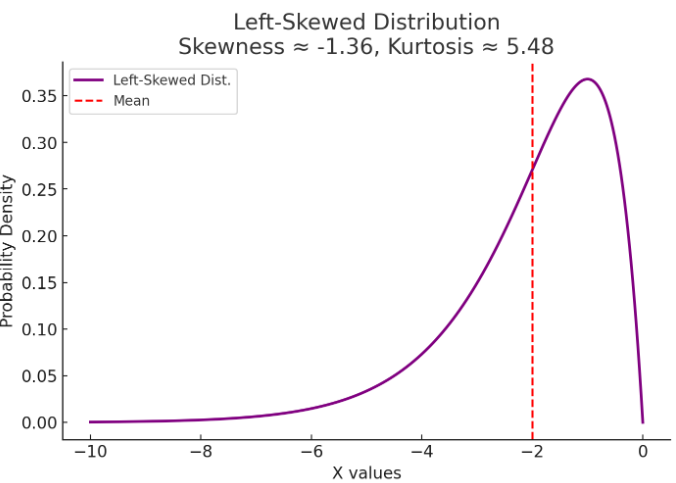 Left-Skewed Distribution
Skewness ≈ -1.36, Kurtosis ≈ 5.48
Left-Skewed Dist.
Mean
Probability Density
0.35
0.30
0.25
0.20
0.15
0.10
0.05
0.00
−10
−8
−6
−4
−2
0
X values